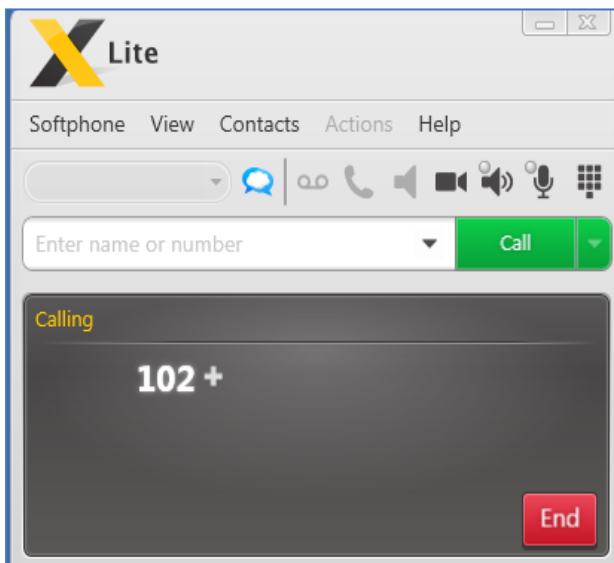 X Lite
Softphone View Contacts Actions Help
Enter name or number Call
Calling
102 +
End